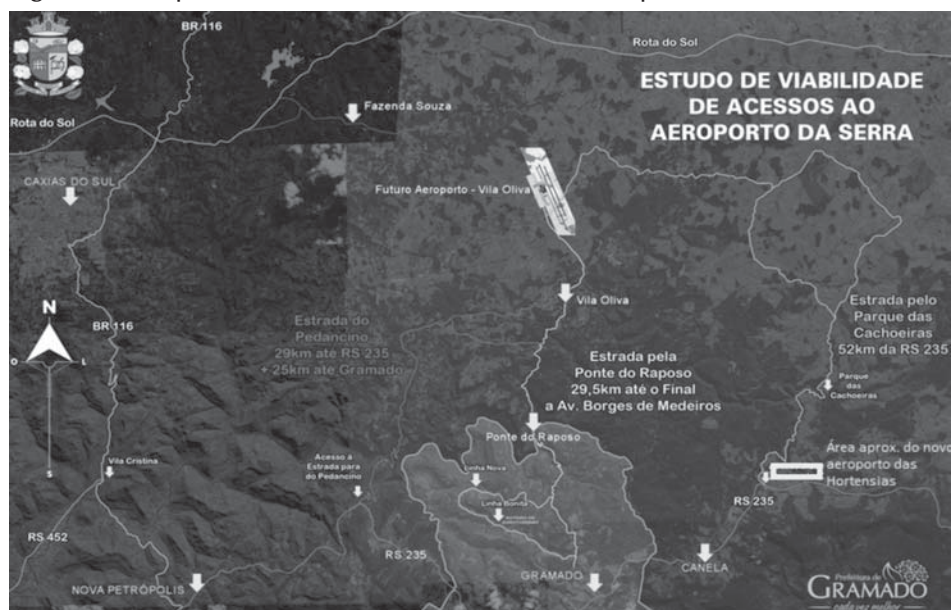 BR 116
Rota do Sol
ESTUDO DE VIABILIDADE
DE ACESSOS AO
AEROPORTO DA SERRA
Fazenda Souza
Rota do Sol
CAXIAS DO SUL
Futuro Aeroporto - Vila Oliva
N
O
L
S
BR 116
Vila Oliva
Estrada do
Pedancino
29km até RS 235
+ 25km até Gramado
Estrada pela
Ponte do Raposo
29,5km até o Final
a Av. Borges de Medeiros
Estrada pelo
Parque das
Cachoeiras
52km da RS 235
Parque
das
Cachoeiras
Ponte do Raposo
Vila Cristina
Acesso à
Estrada para
do Pedancino
Linha Nova
Linha Bonita
Área aprox. do novo
aeroporto das
Hortensias
RS 235
RS 452
RS 235
NOVA PETRÓPOLIS
GRAMADO
CANELA
Prefeitura de
GRAMADO
cada vez melhor